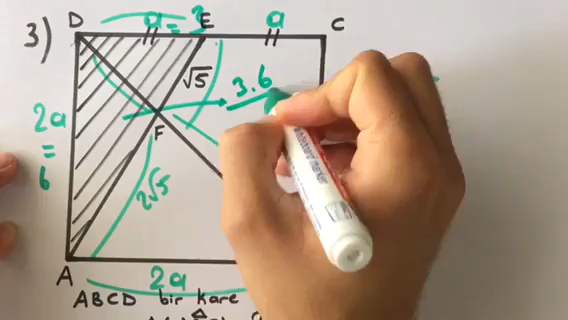 3)
D
a = 3
E
a
C
√5
3.6
2a
=
6
F
2√5
A
2a
ABCD bir kare